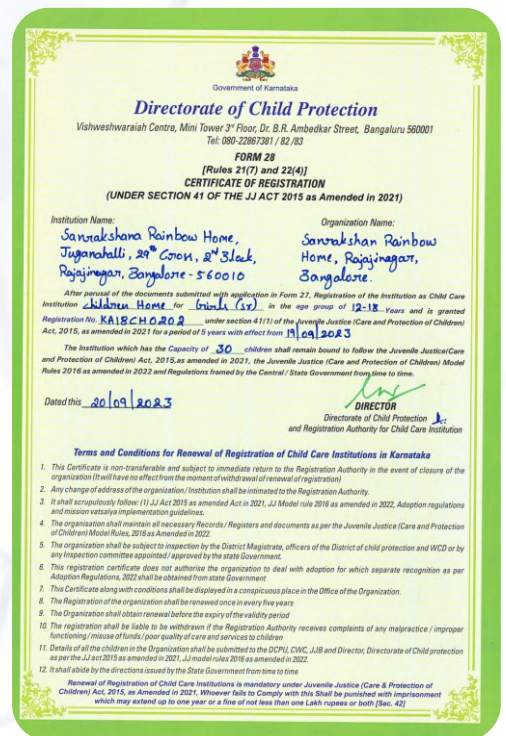 Government of Karnataka
Directorate of Child Protection
Vishweshwaraiah Centre, Mini Tower 3rd Floor, Dr. B.R. Ambedkar Street, Bangaluru 560001
Tel: 080-22867381 / 82 /83
FORM 28
[Rules 21(7) and 22(4)]
CERTIFICATE OF REGISTRATION
(UNDER SECTION 41 OF THE JJ ACT 2015 as Amended in 2021)
Institution Name:
Sanrakshana Rainbow Home,
Juganahalli, 29th Cross, 2nd Block,
Rajajinagar, Bangalore - 560010
Organization Name:
Sanrakshan Rainbow
Home, Rajajinagar,
Bangalore.
After perusal of the documents submitted with application in Form 27, Registration of the Institution as Child Care
Institution children Home for Girls (sr) in the age group of 12-18 Years and is granted
Registration No. KA18CH0202 under section 41(1) of the Juvenile Justice (Care and Protection of Children)
Act, 2015, as amended in 2021 for a period of 5 years with effect from 19/09/2023
The Institution which has the Capacity of 30 children shall remain bound to follow the Juvenile Justice(Care
and Protection of Children) Act, 2015,as amended in 2021, the Juvenile Justice (Care and Protection of Children) Model
Rules 2016 as amended in 2022 and Regulations framed by the Central / State Government from time to time.
Dated this 20/09/2023
DIRECTOR
Directorate of Child Protection
and Registration Authority for Child Care Institution
Terms and Conditions for Renewal of Registration of Child Care Institutions in Karnataka
1. This Certificate is non-transferable and subject to immediate return to the Registration Authority in the event of closure of the
organization (It will have no effect from the moment of withdrawal of renewal of registration)
2. Any change of address of the organization / Institution shall be intimated to the Registration Authority.
3. It shall scrupulously follow: (1) JJ Act 2015 as amended Act in 2021, JJ Model rule 2016 as amended in 2022, Adoption regulations
and mission vatsalya implementation guidelines.
4. The organisation shall maintain all necessary Records / Registers and documents as per the Juvenile Justice (Care and Protection
of Children) Model Rules, 2016 as Amended in 2022.
5. The organization shall be subject to inspection by the District Magistrate, officers of the District of child protection and WCD or by
any Inspection committee appointed / approved by the state Government.
6. This registration certificate does not authorise the organization to deal with adoption for which separate recognition as per
Adoption Regulations, 2022 shall be obtained from state Government
7. This Certificate along with conditions shall be displayed in a conspicuous place in the Office of the Organization.
8. The Registration of the organization shall be renewed once in every five years
9. The Organization shall obtain renewal before the expiry of the validity period
10. The registration shall be liable to be withdrawn if the Registration Authority receives complaints of any malpractice / improper
functioning / misuse of funds / poor quality of care and services to children
11. Details of all the children in the Organization shall be submitted to the DCPU, CWC, JJB and Director, Directorate of Child protection
as per the JJ act 2015 as amended in 2021, JJ model rules 2016 as amended in 2022.
12. It shall abide by the directions issued by the State Government from time to time
Renewal of Registration of Child Care Institutions is mandatory under Juvenile Justice (Care & Protection of
Children) Act, 2015, as Amended in 2021, Whoever fails to Comply with this Shall be punished with imprisonment
which may extend up to one year or a fine of not less than one Lakh rupees or both [Sec. 42]